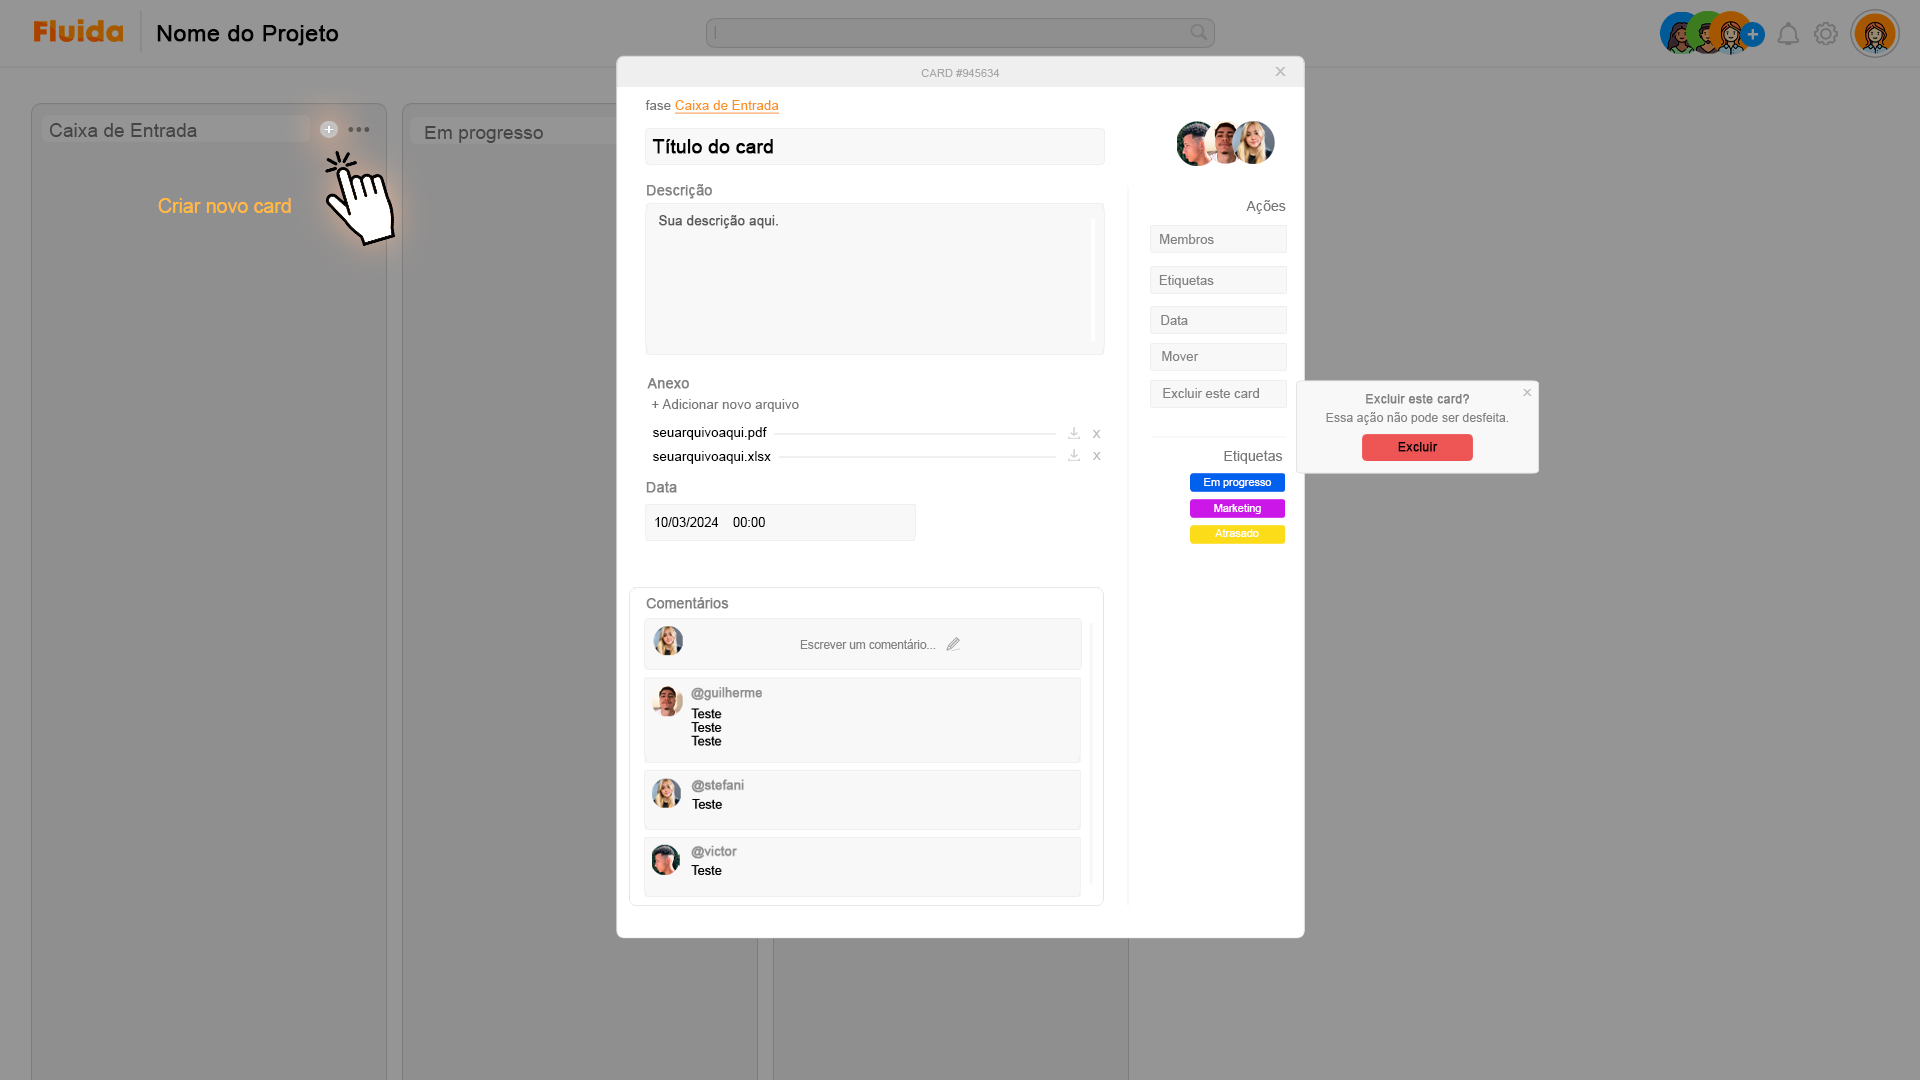 Fluida
Nome do Projeto
Caixa de Entrada
Em progresso
Criar novo card
CARD #945634
fase Caixa de Entrada
Título do card
Descrição
Sua descrição aqui.
Anexo
+ Adicionar novo arquivo
seuarquivoaqui.pdf
x
seuarquivoaqui.xlsx
x
Data
10/03/2024 00:00
Comentários
Escrever um comentário...
@guilherme
Teste
Teste
Teste
@stefani
Teste
@victor
Teste
Ações
Membros
Etiquetas
Data
Mover
Excluir este card
Etiquetas
Em progresso
Marketing
Atrasado
Excluir este card?
Essa ação não pode ser desfeita.
Excluir